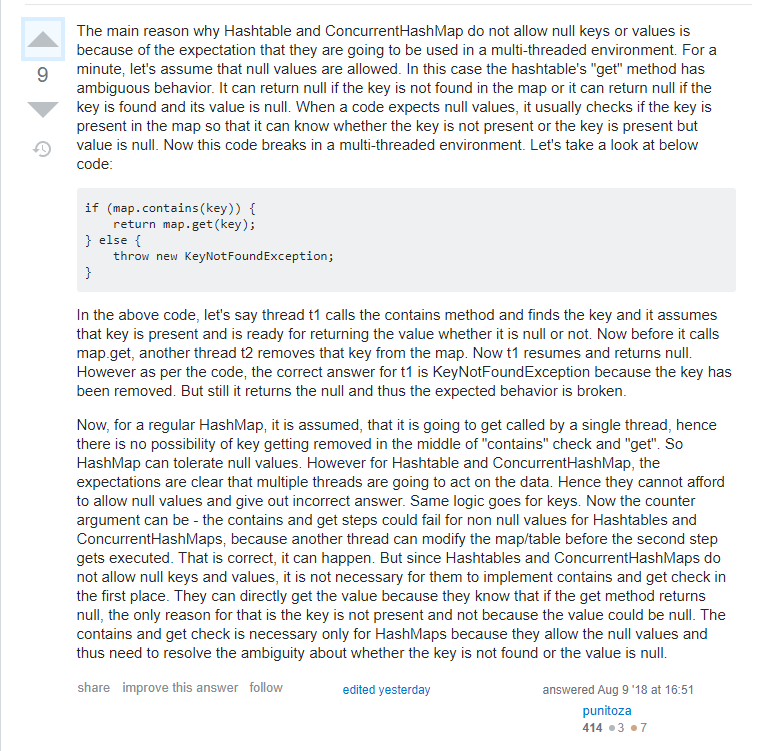 The main reason why Hashtable and ConcurrentHashMap do not allow null keys or values is
because of the expectation that they are going to be used in a multi-threaded environment. For a
minute, let's assume that null values are allowed. In this case the hashtable's "get" method has
9
ambiguous behavior. It can return null if the key is not found in the map or it can return null if the
key is found and its value is null. When a code expects null values, it usually checks if the key is
present in the map so that it can know whether the key is not present or the key is present but
value is null. Now this code breaks in a multi-threaded environment. Let's take a look at below
code:
if (map.contains(key)) {
    return map.get(key);
} else {
    throw new KeyNotFoundException;
}
In the above code, let's say thread t1 calls the contains method and finds the key and it assumes
that key is present and is ready for returning the value whether it is null or not. Now before it calls
map.get, another thread t2 removes that key from the map. Now t1 resumes and returns null.
However as per the code, the correct answer for t1 is KeyNotFoundException because the key has
been removed. But still it returns the null and thus the expected behavior is broken.
Now, for a regular HashMap, it is assumed, that it is going to get called by a single thread, hence
there is no possibility of key getting removed in the middle of "contains" check and "get". So
HashMap can tolerate null values. However for Hashtable and ConcurrentHashMap, the
expectations are clear that multiple threads are going to act on the data. Hence they cannot afford
to allow null values and give out incorrect answer. Same logic goes for keys. Now the counter
argument can be - the contains and get steps could fail for non null values for Hashtables and
ConcurrentHashMaps, because another thread can modify the map/table before the second step
gets executed. That is correct, it can happen. But since Hashtables and ConcurrentHashMaps do
not allow null keys and values, it is not necessary for them to implement contains and get check in
the first place. They can directly get the value because they know that if the get method returns
null, the only reason for that is the key is not present and not because the value could be null. The
contains and get check is necessary only for HashMaps because they allow the null values and
thus need to resolve the ambiguity about whether the key is not found or the value is null.
share improve this answer follow edited yesterday answered Aug 9 '18 at 16:51
punitoza
414 ●3 ●7